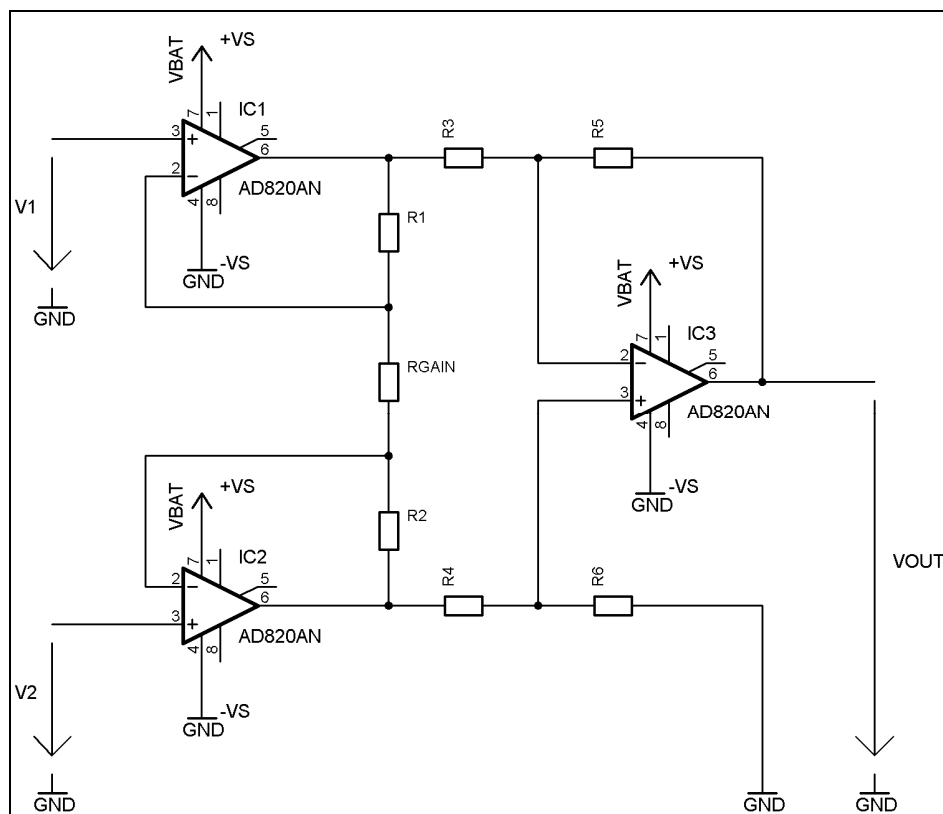 +VS
VBAT
7
1
IC1
3
+
5
6
2
-
AD820AN
4
8
-VS
GND
V1
GND
R3
R5
R1
RGAIN
+VS
VBAT
7
1
IC3
2
-
5
6
3
+
AD820AN
4
8
-VS
GND
+VS
VBAT
7
1
IC2
2
-
5
6
3
+
AD820AN
4
8
-VS
GND
R2
R4
R6
V2
GND
VOUT
GND
GND